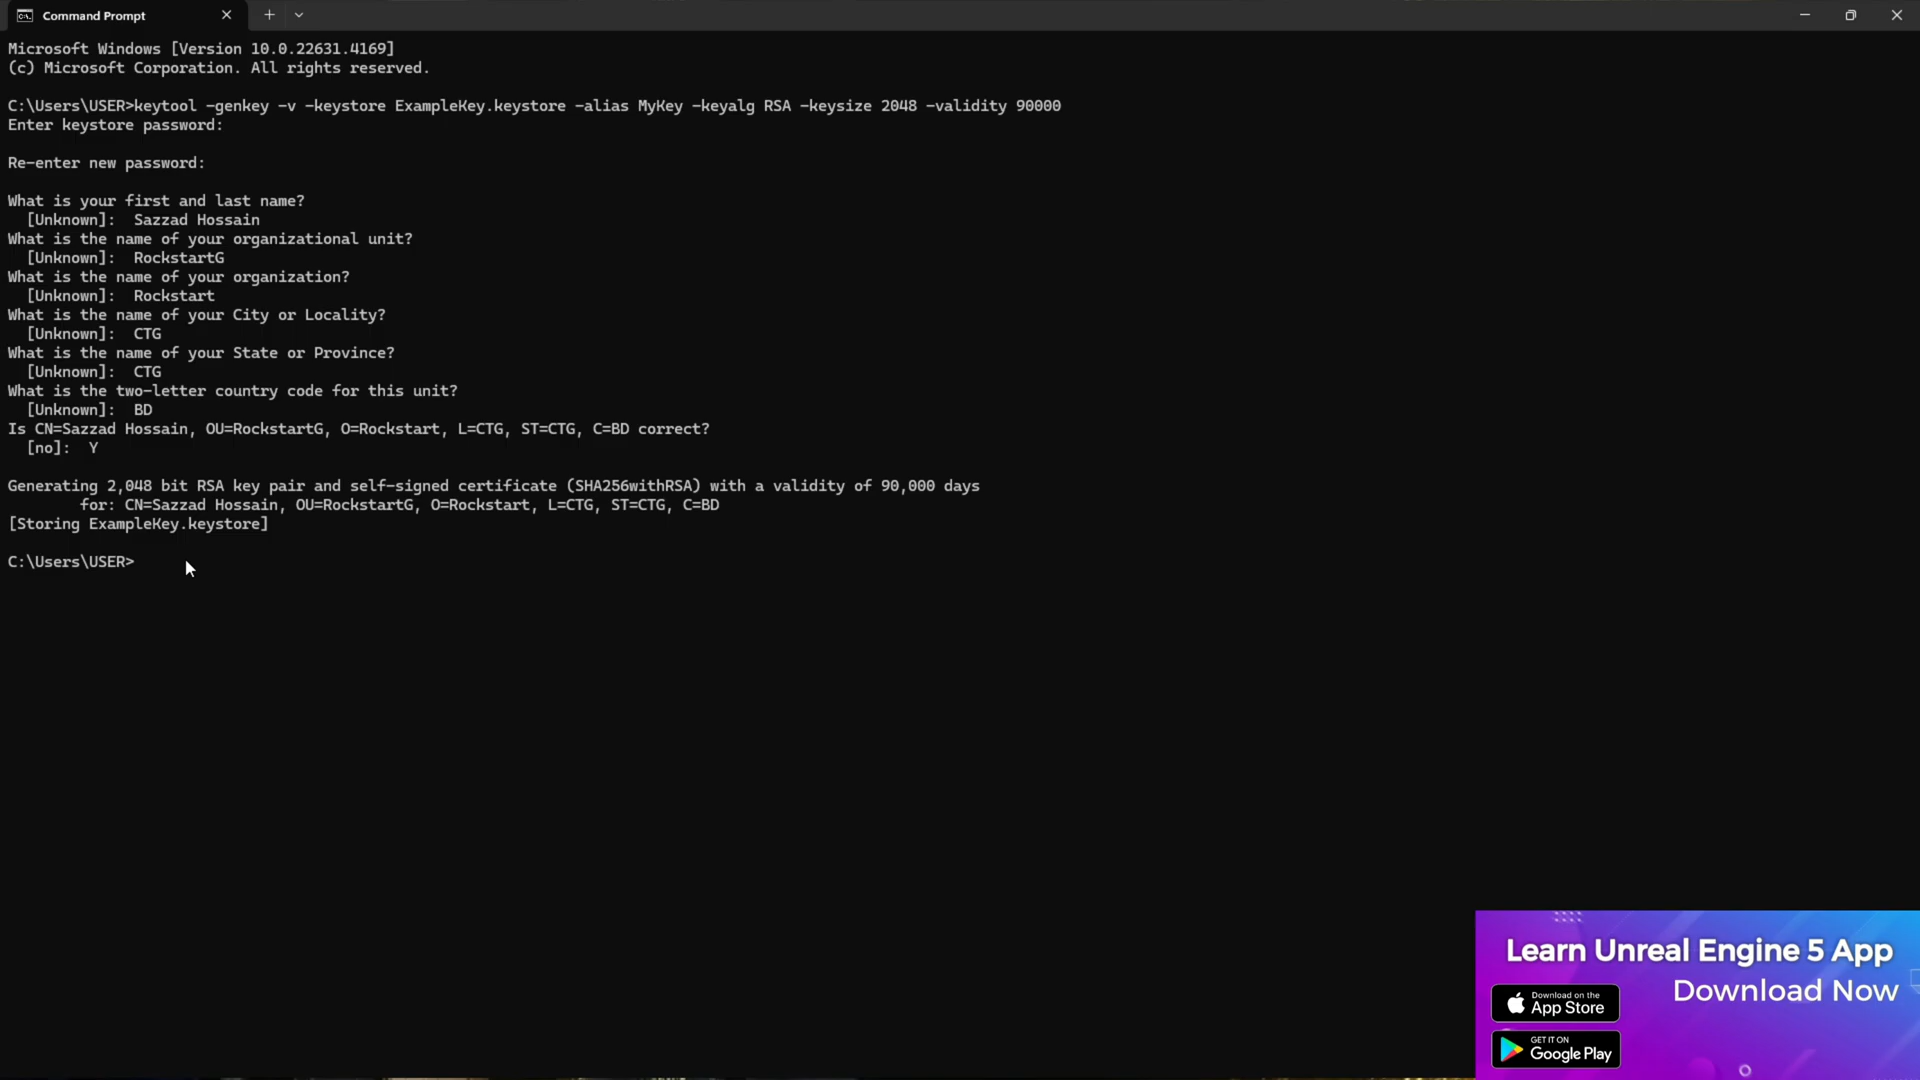 Command Prompt
Microsoft Windows [Version 10.0.22631.4169]
(c) Microsoft Corporation. All rights reserved.
C:\Users\USER>keytool -genkey -v -keystore ExampleKey.keystore -alias MyKey -keyalg RSA -keysize 2048 -validity 90000
Enter keystore password:
Re-enter new password:
What is your first and last name?
[Unknown]: Sazzad Hossain
What is the name of your organizational unit?
[Unknown]: RockstartG
What is the name of your organization?
[Unknown]: Rockstart
What is the name of your City or Locality?
[Unknown]: CTG
What is the name of your State or Province?
[Unknown]: CTG
What is the two-letter country code for this unit?
[Unknown]: BD
Is CN=Sazzad Hossain, OU=RockstartG, O=Rockstart, L=CTG, ST=CTG, C=BD correct?
[no]: Y
Generating 2,048 bit RSA key pair and self-signed certificate (SHA256withRSA) with a validity of 90,000 days
for: CN=Sazzad Hossain, OU=RockstartG, O=Rockstart, L=CTG, ST=CTG, C=BD
[Storing ExampleKey.keystore]
C:\Users\USER>
Learn Unreal Engine 5 App
Download Now
Download on the
App Store
GET IT ON
Google Play